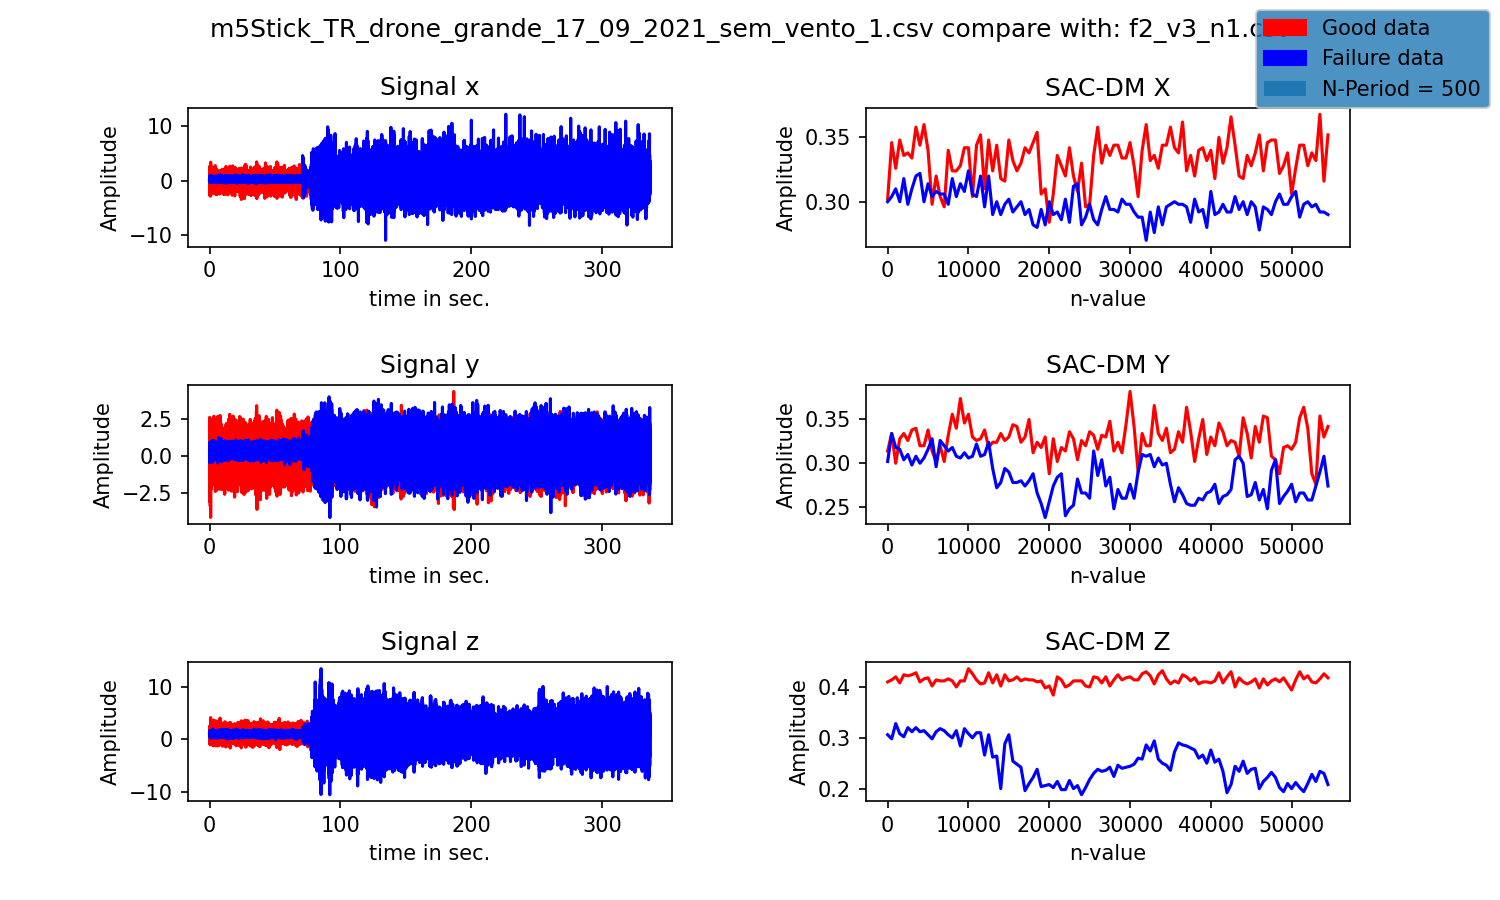 m5Stick_TR_drone_grande_17_09_2021_sem_vento_1.csv compare with: f2_v3_n1.csv
Good data
Failure data
N-Period = 500
Signal x
Amplitude
10
0
−10
0 100 200 300
time in sec.
SAC-DM X
Amplitude
0.35
0.30
0 10000 20000 30000 40000 50000
n-value
Signal y
Amplitude
2.5
0.0
−2.5
0 100 200 300
time in sec.
SAC-DM Y
Amplitude
0.35
0.30
0.25
0 10000 20000 30000 40000 50000
n-value
Signal z
Amplitude
10
0
−10
0 100 200 300
time in sec.
SAC-DM Z
Amplitude
0.4
0.3
0.2
0 10000 20000 30000 40000 50000
n-value